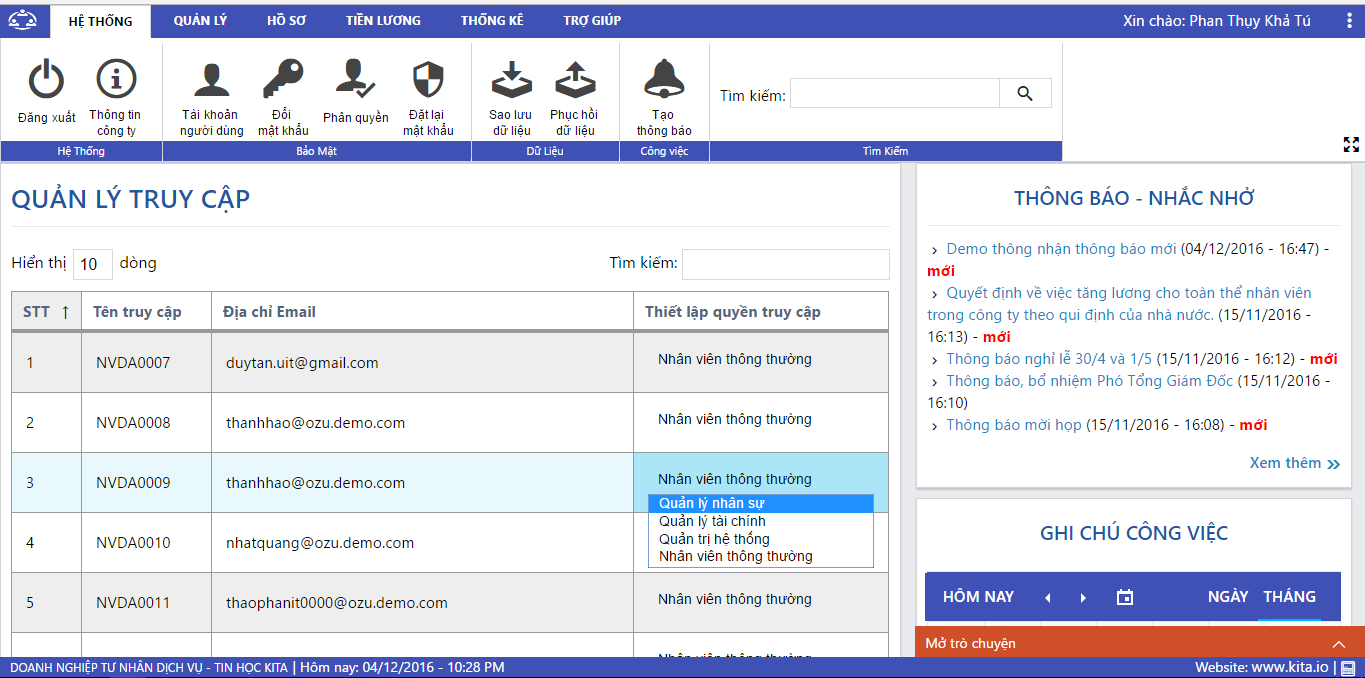 HỆ THỐNG QUẢN LÝ HỒ SƠ TIỀN LƯƠNG THỐNG KÊ TRỢ GIÚP Xin chào: Phan Thụy Khả Tú
Đăng xuất
Thông tin
công ty
Tài khoản
người dùng
Đổi
mật khẩu
Phân quyền
Đặt lại
mật khẩu
Sao lưu
dữ liệu
Phục hồi
dữ liệu
Tạo
thông báo
Tìm kiếm:
Hệ Thống Bảo Mật Dữ Liệu Công việc Tìm Kiếm
QUẢN LÝ TRUY CẬP
Hiển thị 10 dòng Tìm kiếm:
STT ↑ Tên truy cập Địa chỉ Email Thiết lập quyền truy cập
1 NVDA0007 duytan.uit@gmail.com Nhân viên thông thường
2 NVDA0008 thanhhao@ozu.demo.com Nhân viên thông thường
3 NVDA0009 thanhhao@ozu.demo.com Nhân viên thông thường
Quản lý nhân sự
Quản lý tài chính
Quản trị hệ thống
Nhân viên thông thường
4 NVDA0010 nhatquang@ozu.demo.com
5 NVDA0011 thaophanit0000@ozu.demo.com Nhân viên thông thường
Nhân viên thông thường
THÔNG BÁO - NHẮC NHỞ
› Demo thông nhận thông báo mới (04/12/2016 - 16:47) -
mới
› Quyết định về việc tăng lương cho toàn thể nhân viên
trong công ty theo qui định của nhà nước. (15/11/2016 -
16:13) - mới
› Thông báo nghỉ lễ 30/4 và 1/5 (15/11/2016 - 16:12) - mới
› Thông báo, bổ nhiệm Phó Tổng Giám Đốc (15/11/2016 -
16:10)
› Thông báo mời họp (15/11/2016 - 16:08) - mới
Xem thêm »
GHI CHÚ CÔNG VIỆC
HÔM NAY NGÀY THÁNG
Mở trò chuyện
DOANH NGHIỆP TƯ NHÂN DỊCH VỤ - TIN HỌC KITA | Hôm nay: 04/12/2016 - 10:28 PM Website: www.kita.io |